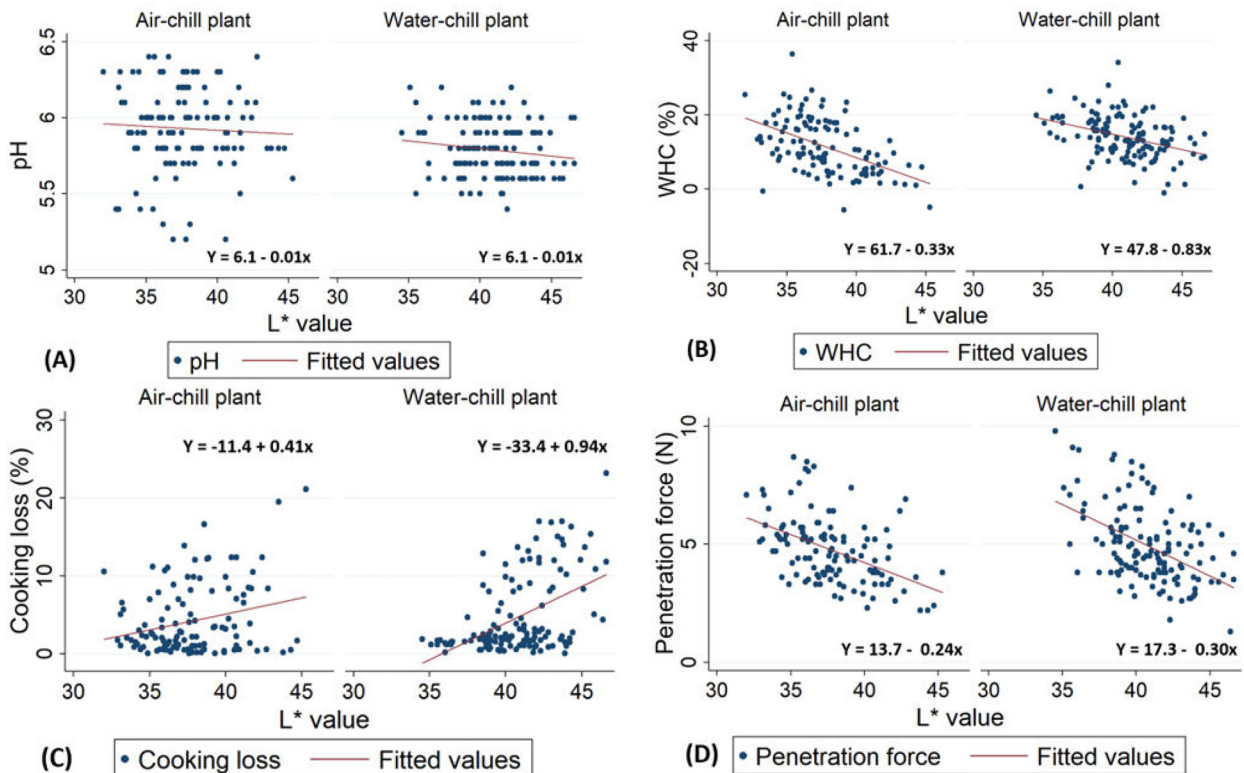 Air-chill plant Water-chill plant
pH
6.5
6
5.5
5
Y = 6.1 - 0.01x Y = 6.1 - 0.01x
30 35 40 45 30 35 40 45
L* value
(A) pH Fitted values
(B)
Air-chill plant Water-chill plant
WHC (%)
40
20
0
-20
Y = 61.7 - 0.33x 47.8 - 0.83x
30 35 40 45 30 35 40 45
L* value
(B) WHC Fitted values
Air-chill plant Water-chill plant
Cooking loss (%)
30
20
10
0
Y = -11.4 + 0.41x Y = -33.4 + 0.94x
30 35 40 45 30 35 40 45
L* value
(C) Cooking loss Fitted values
Air-chill plant Water-chill plant
Penetration force (N)
10
5
0
Y = 13.7 - 0.24x Y = 17.3 - 0.30x
30 35 40 45 30 35 40 45
L* value
(D) Penetration force Fitted values